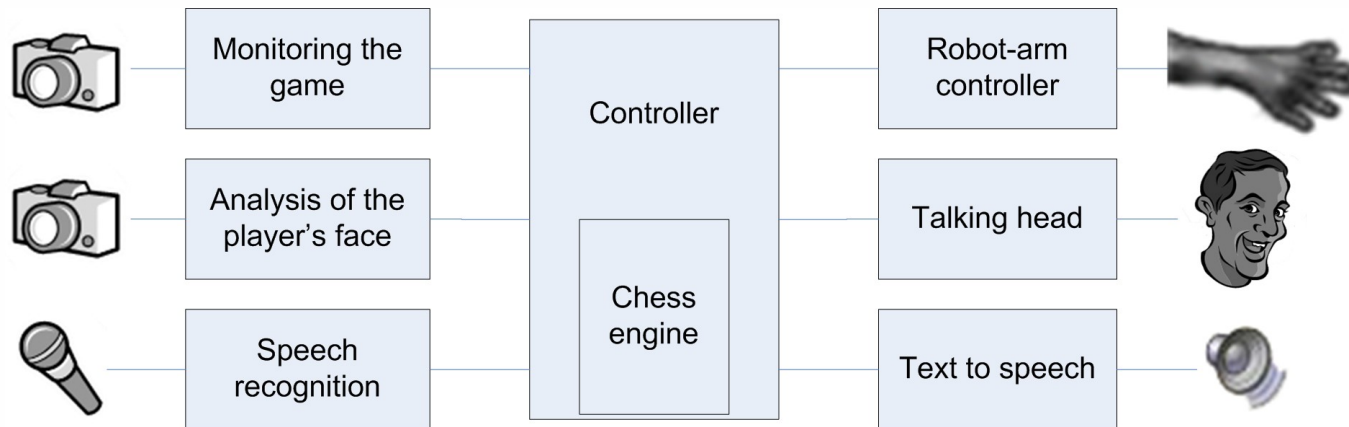 Monitoring the
game
Analysis of the
player's face
Speech
recognition
Controller
Chess
engine
Robot-arm
controller
Talking head
Text to speech